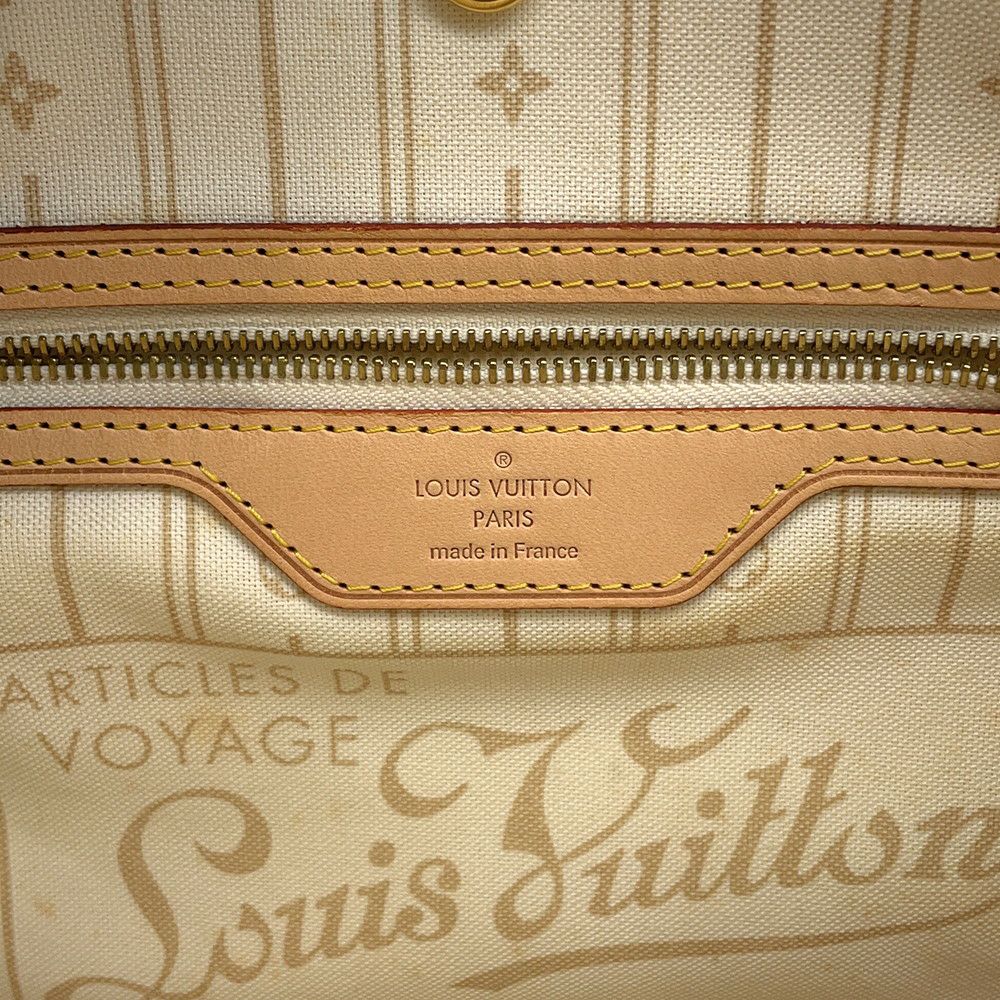 ®
LOUIS VUITTON
PARIS
made in France
ARTICLES DE
VOYAGE
Louis Vuitton